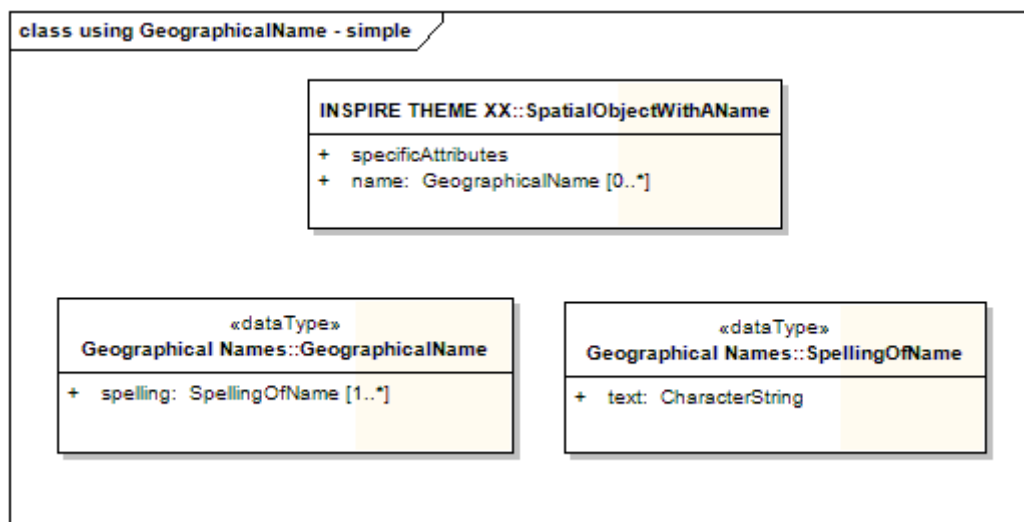 class using GeographicalName - simple
INSPIRE THEME XX::SpatialObjectWithAName
+ specificAttributes
+ name: GeographicalName [0..*]
«dataType»
Geographical Names::GeographicalName
+ spelling: SpellingOfName [1..*]
«dataType»
Geographical Names::SpellingOfName
+ text: CharacterString